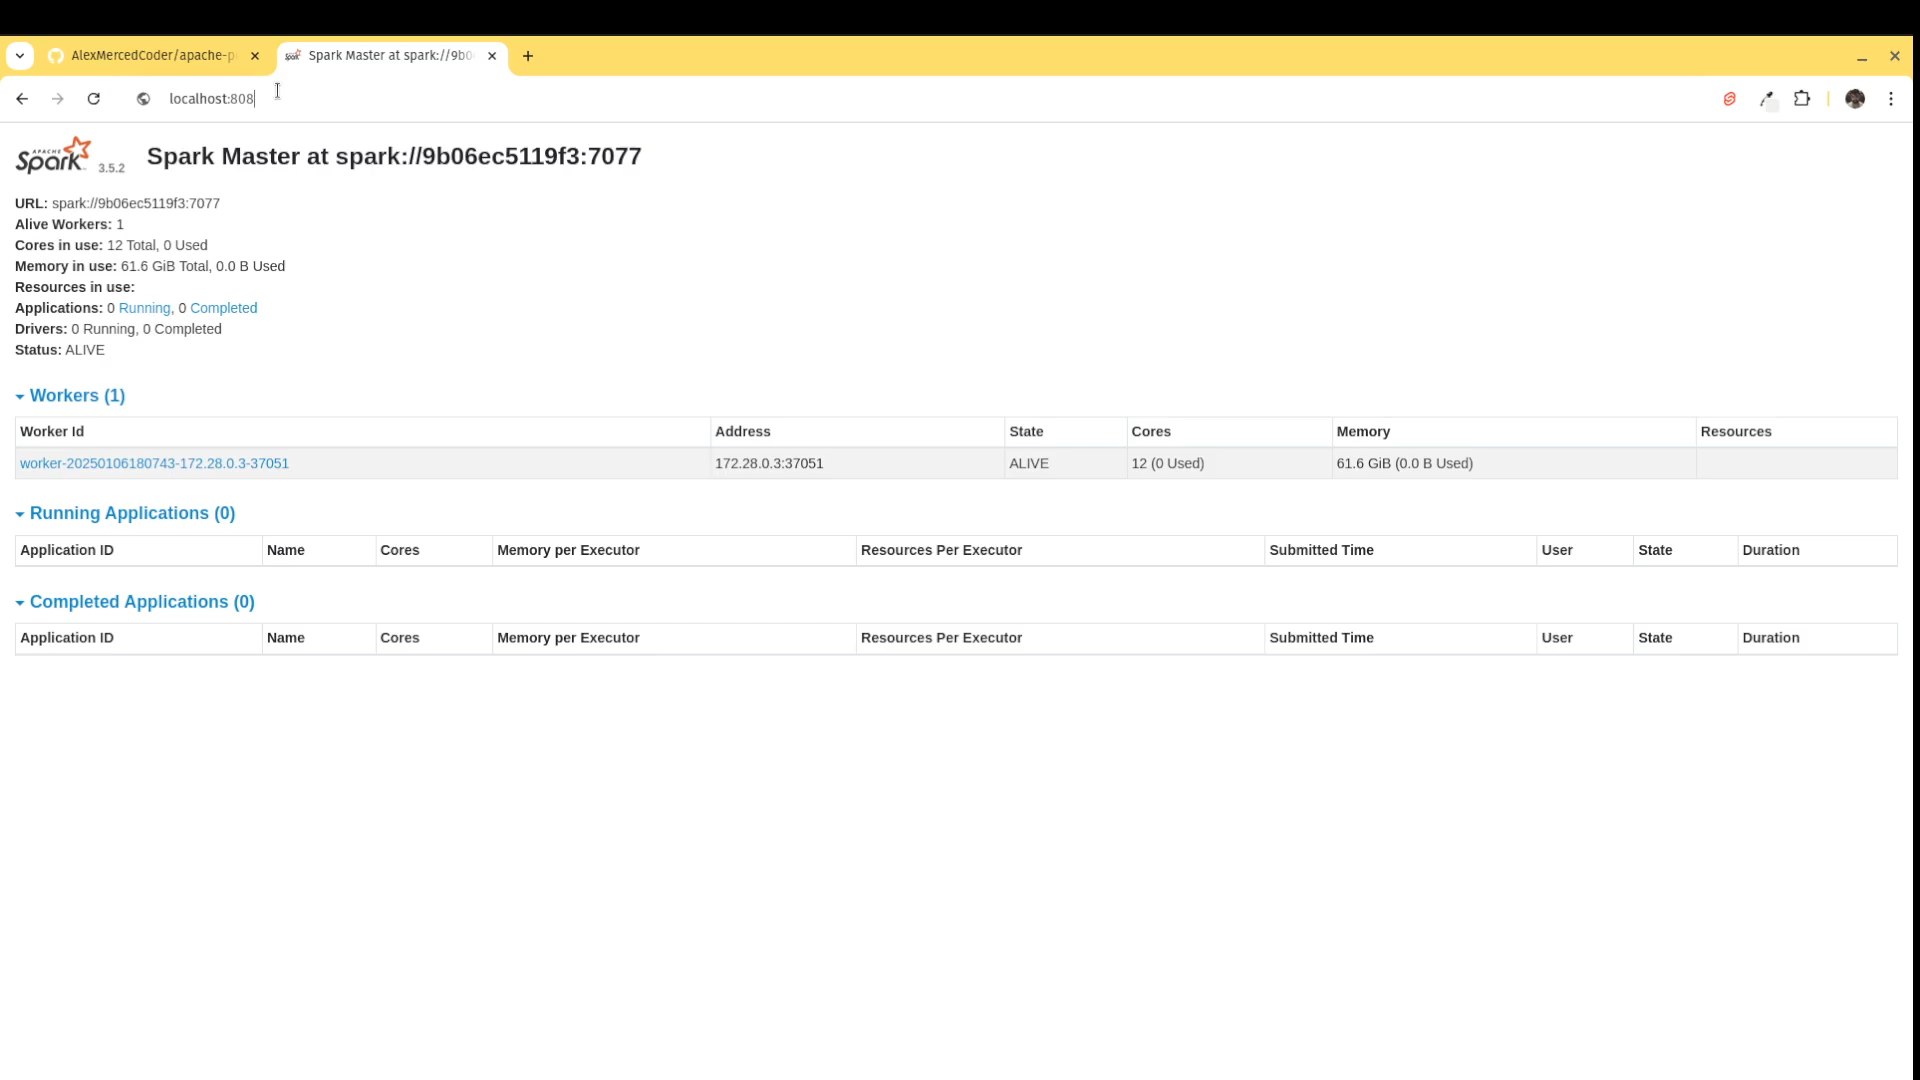 AlexMercedCoder/apache-p
Spark Master at spark://9b0
localhost:808
APACHE
Spark 3.5.2
Spark Master at spark://9b06ec5119f3:7077
URL: spark://9b06ec5119f3:7077
Alive Workers: 1
Cores in use: 12 Total, 0 Used
Memory in use: 61.6 GiB Total, 0.0 B Used
Resources in use:
Applications: 0 Running, 0 Completed
Drivers: 0 Running, 0 Completed
Status: ALIVE
Workers (1)
Worker Id Address State Cores Memory Resources
worker-20250106180743-172.28.0.3-37051 172.28.0.3:37051 ALIVE 12 (0 Used) 61.6 GiB (0.0 B Used)
Running Applications (0)
Application ID Name Cores Memory per Executor Resources Per Executor Submitted Time User State Duration
Completed Applications (0)
Application ID Name Cores Memory per Executor Resources Per Executor Submitted Time User State Duration